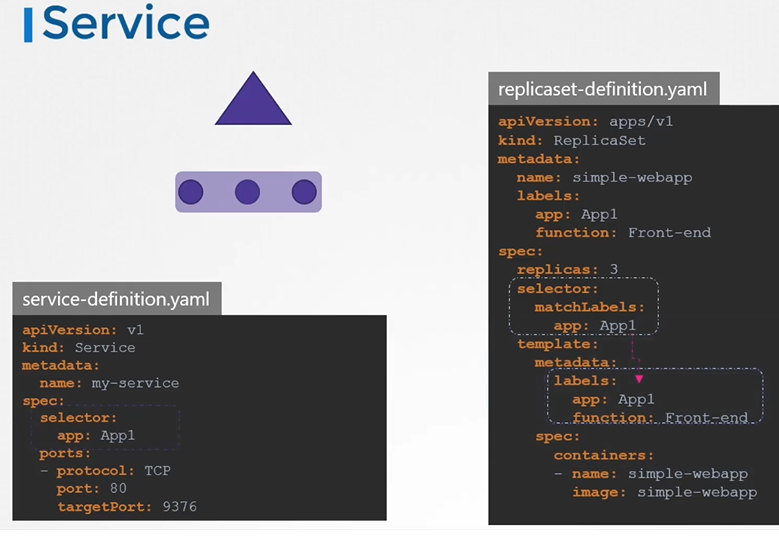 Service
replicaset-definition.yaml
apiVersion: apps/v1
kind: ReplicaSet
metadata:
  name: simple-webapp
  labels:
    app: App1
    function: Front-end
spec:
  replicas: 3
  selector:
    matchLabels:
      app: App1
  template:
    metadata:
      labels:
        app: App1
        function: Front-end
    spec:
      containers:
      - name: simple-webapp
        image: simple-webapp
service-definition.yaml
apiVersion: v1
kind: Service
metadata:
  name: my-service
spec:
  selector:
    app: App1
  ports:
  - protocol: TCP
    port: 80
    targetPort: 9376